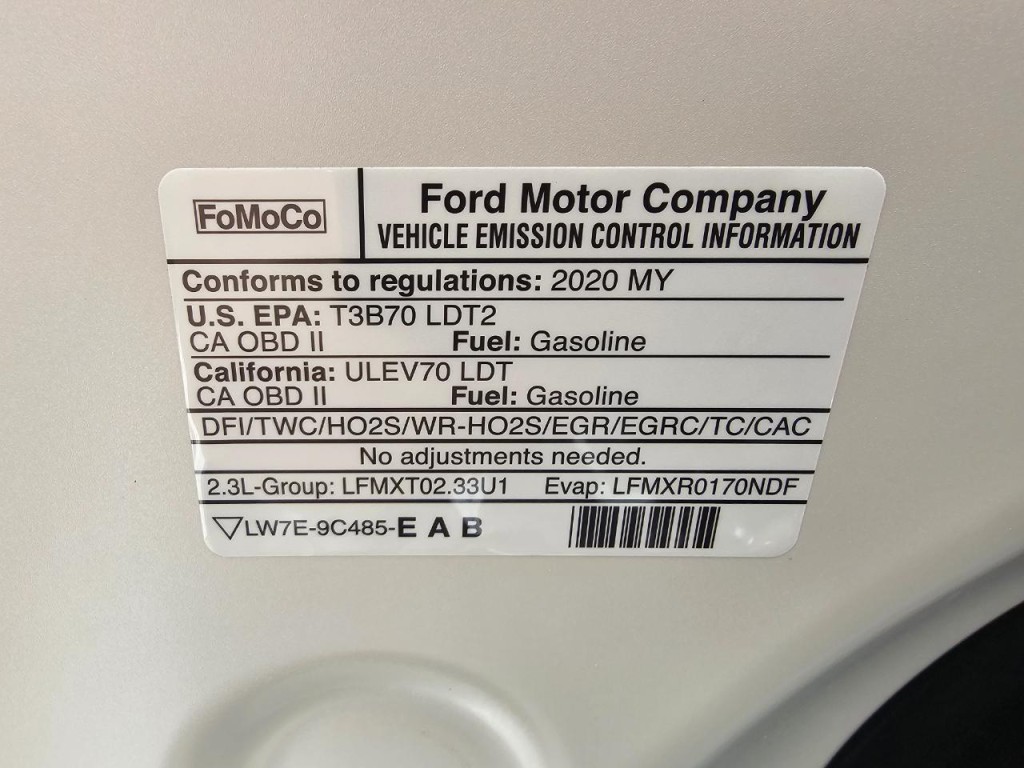 FoMoCo
Ford Motor Company
VEHICLE EMISSION CONTROL INFORMATION
Conforms to regulations: 2020 MY
U.S. EPA: T3B70 LDT2
CA OBD II Fuel: Gasoline
California: ULEV70 LDT
CA OBD II Fuel: Gasoline
DFI/TWC/HO2S/WR-HO2S/EGR/EGRC/TC/CAC
No adjustments needed.
2.3L-Group: LFMXT02.33U1 Evap: LFMXR0170NDF
LW7E-9C485-E A B